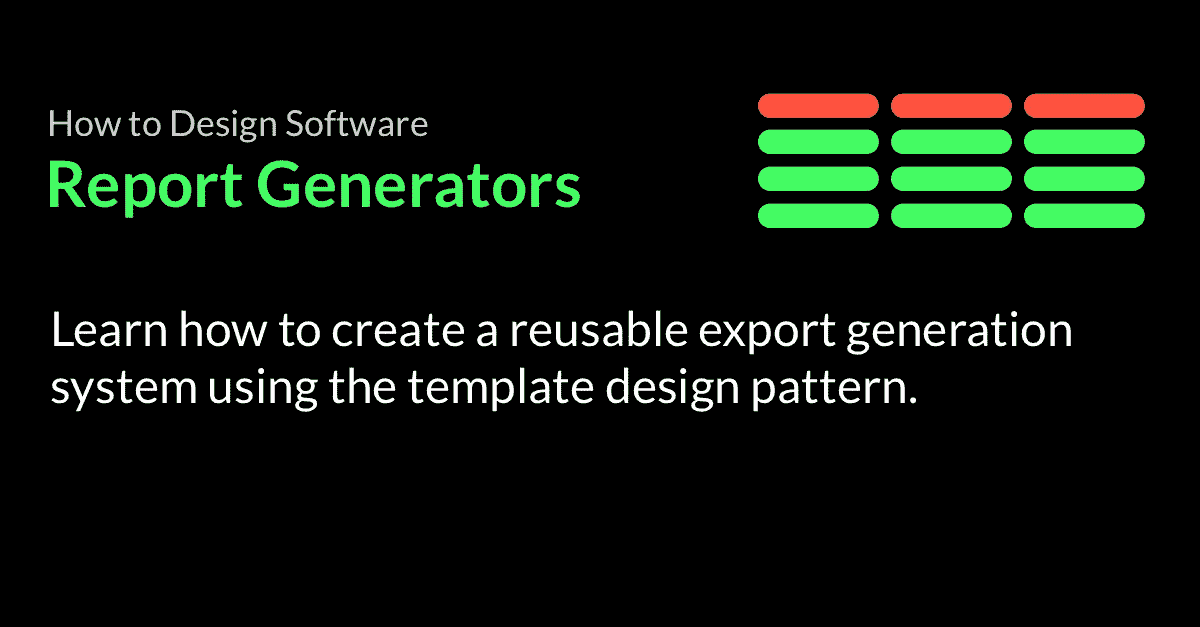 How to Design Software
Report Generators
Learn how to create a reusable export generation
system using the template design pattern.